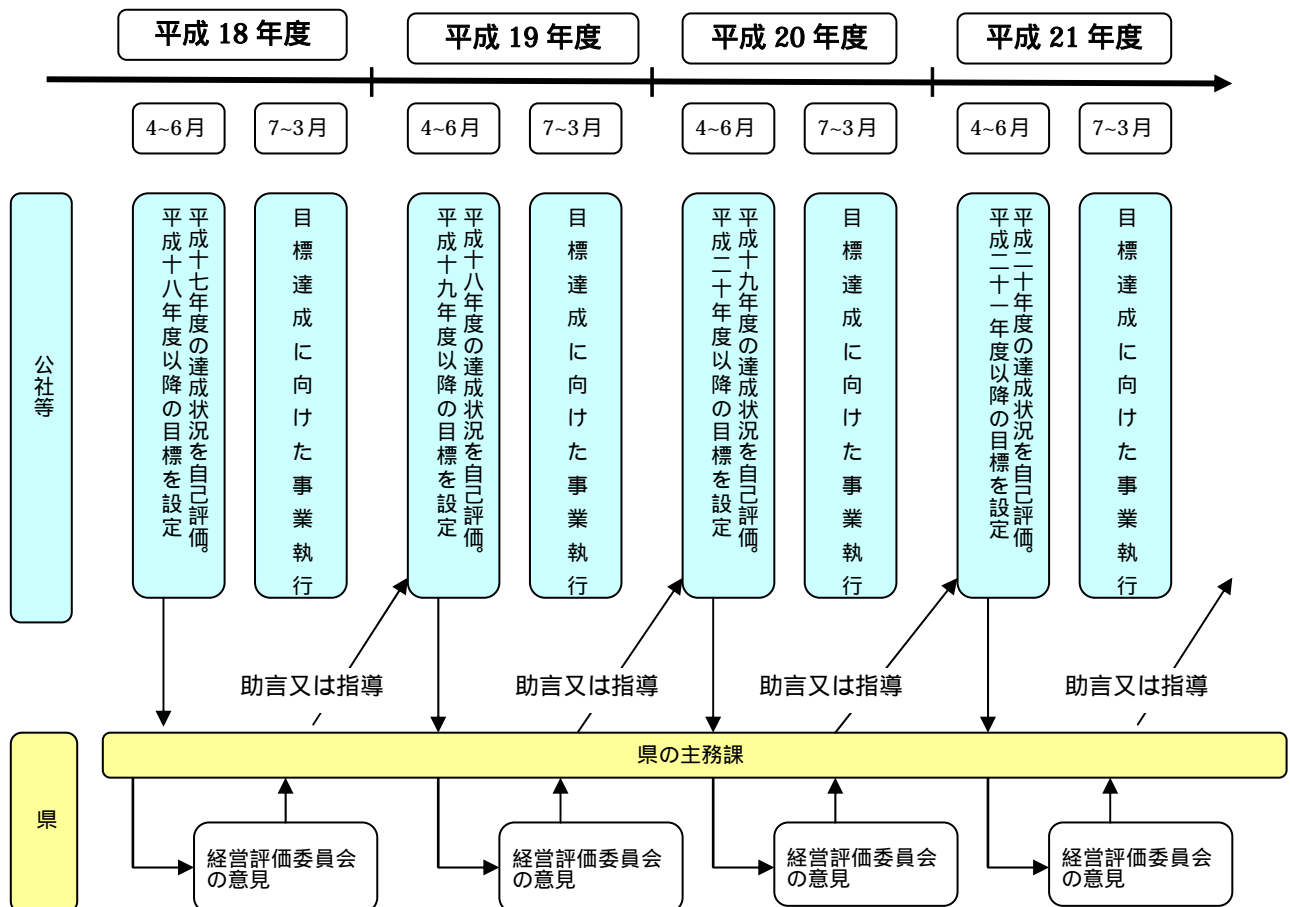 平成 18 年度
平成 19 年度
平成 20 年度
平成 21 年度
4~6月
7~3月
4~6月
7~3月
4~6月
7~3月
4~6月
7~3月
公社等
平成十七年度の達成状況を自己評価。
平成十八年度以降の目標を設定
目標達成に向けた事業執行
平成十八年度の達成状況を自己評価。
平成十九年度以降の目標を設定
目標達成に向けた事業執行
平成十九年度の達成状況を自己評価。
平成二十年度以降の目標を設定
目標達成に向けた事業執行
平成二十年度の達成状況を自己評価。
平成二十一年度以降の目標を設定
目標達成に向けた事業執行
助言又は指導
助言又は指導
助言又は指導
助言又は指導
県
県の主務課
経営評価委員会
の意見
経営評価委員会
の意見
経営評価委員会
の意見
経営評価委員会
の意見